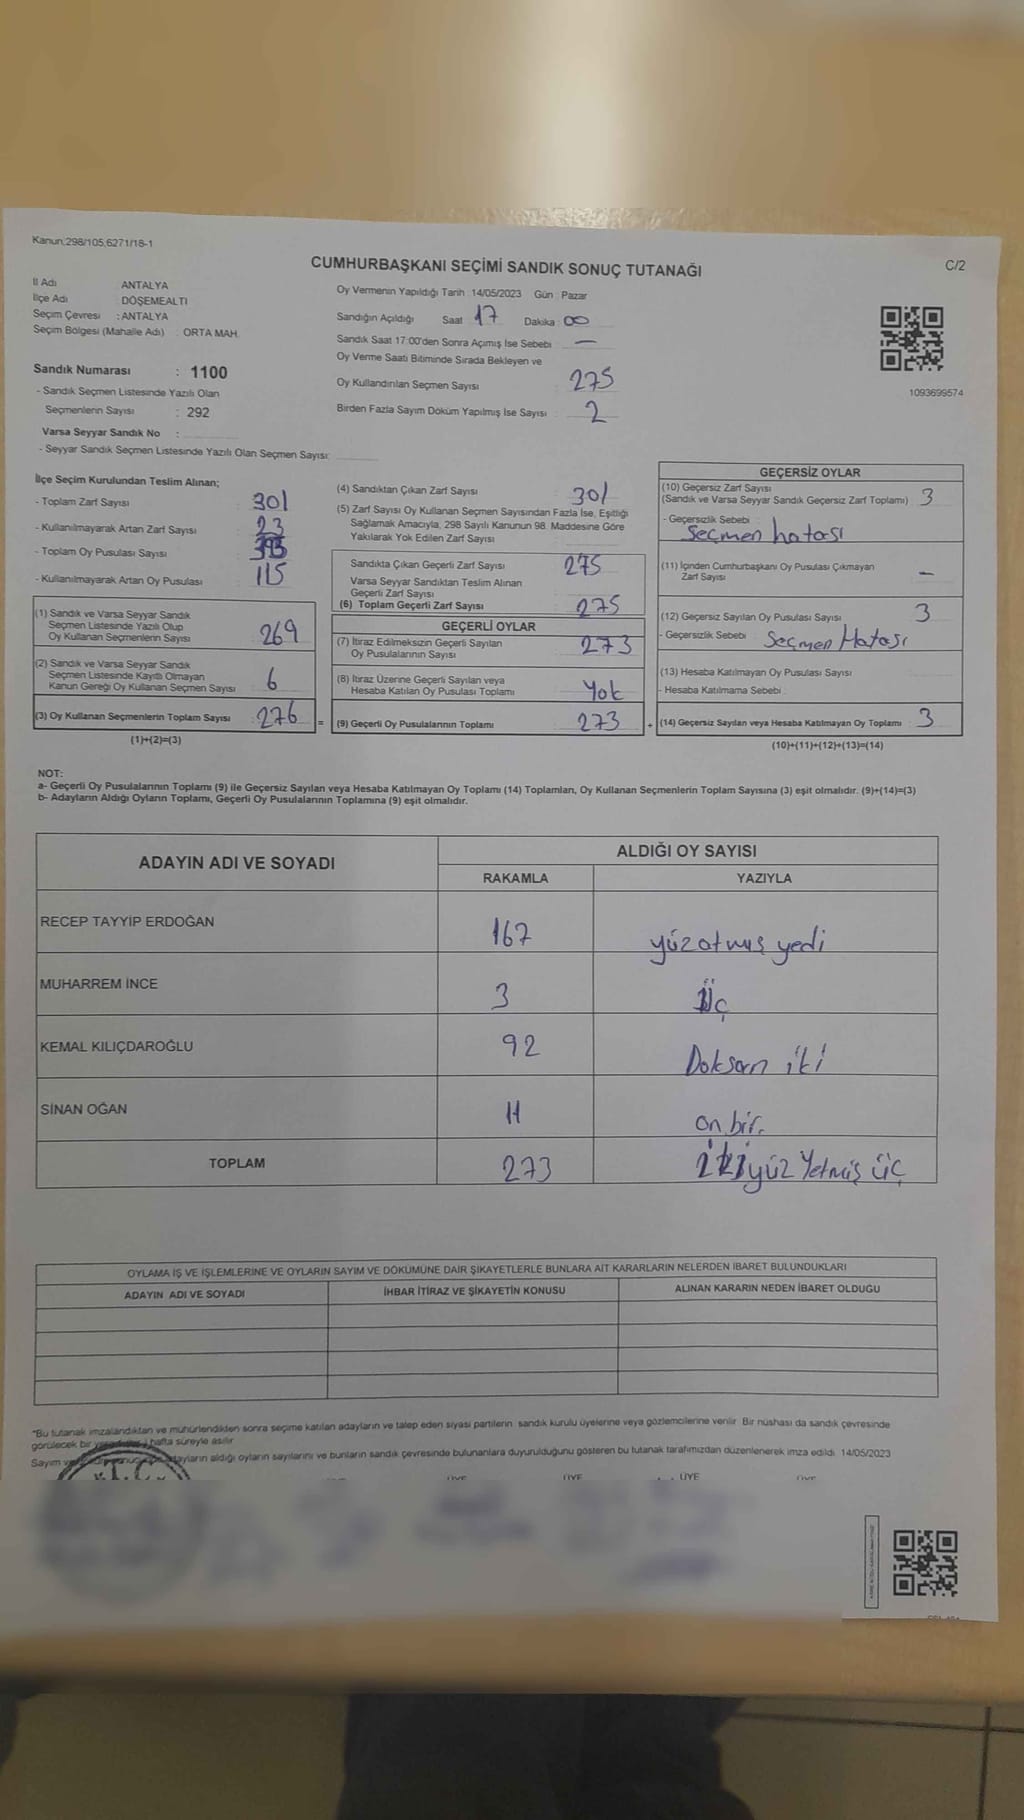 Kanun;298/105,6271/18-1
C/2
CUMHURBAŞKANI SEÇİMİ SANDIK SONUÇ TUTANAĞI
İl Adı : ANTALYA
İlçe Adı : DÖŞEMEALTI
Seçim Çevresi : ANTALYA
Seçim Bölgesi (Mahalle Adı) : ORTA MAH.
Sandık Numarası : 1100
- Sandık Seçmen Listesinde Yazılı Olan
Seçmenlerin Sayısı : 292
Varsa Seyyar Sandık No :
- Seyyar Sandık Seçmen Listesinde Yazılı Olan Seçmen Sayısı:
Oy Vermenin Yapıldığı Tarih :14/05/2023 Gün : Pazar
Sandığın Açıldığı Saat : 17 Dakika : 00
Sandık Saat 17:00'den Sonra Açımış İse Sebebi : —
Oy Verme Saati Bitiminde Sırada Bekleyen ve
Oy Kullandırılan Seçmen Sayısı : 275
Birden Fazla Sayım Döküm Yapılmış İse Sayısı : 2
1093699574
İlçe Seçim Kurulundan Teslim Alınan;
- Toplam Zarf Sayısı : 301
- Kullanılmayarak Artan Zarf Sayısı : 23
- Toplam Oy Pusulası Sayısı :
- Kullanılmayarak Artan Oy Pusulası : 115
(1) Sandık ve Varsa Seyyar Sandık
Seçmen Listesinde Yazılı Olup
Oy Kullanan Seçmenlerin Sayısı : 269
(2) Sandık ve Varsa Seyyar Sandık
Seçmen Listesinde Kayıtlı Olmayan
Kanun Gereği Oy Kullanan Seçmen Sayısı : 6
(3) Oy Kullanan Seçmenlerin Toplam Sayısı : 276 =
(1)+(2)=(3)
(4) Sandıktan Çıkan Zarf Sayısı : 301
(5) Zarf Sayısı Oy Kullanan Seçmen Sayısından Fazla İse, Eşitliği
Sağlamak Amacıyla, 298 Sayılı Kanunun 98. Maddesine Göre
Yakılarak Yok Edilen Zarf Sayısı :
Sandıkta Çıkan Geçerli Zarf Sayısı : 275
Varsa Seyyar Sandıktan Teslim Alınan
Geçerli Zarf Sayısı :
(6) Toplam Geçerli Zarf Sayısı : 275
GEÇERLİ OYLAR
(7) İtiraz Edilmeksizin Geçerli Sayılan
Oy Pusulalarının Sayısı : 273
(8) İtiraz Üzerine Geçerli Sayılan veya
Hesaba Katılan Oy Pusulası Toplamı : Yok
(9) Geçerli Oy Pusulalarının Toplamı : 273 +
GEÇERSİZ OYLAR
(10) Geçersiz Zarf Sayısı
(Sandık ve Varsa Seyyar Sandık Geçersiz Zarf Toplamı) : 3
- Geçersizlik Sebebi :
Seçmen hatası
(11) İçinden Cumhurbaşkanı Oy Pusulası Çıkmayan
Zarf Sayısı : —
(12) Geçersiz Sayılan Oy Pusulası Sayısı : 3
- Geçersizlik Sebebi : Seçmen Hatası
(13) Hesaba Katılmayan Oy Pusulası Sayısı :
- Hesaba Katılmama Sebebi :
(14) Geçersiz Sayılan veya Hesaba Katılmayan Oy Toplamı : 3
(10)+(11)+(12)+(13)=(14)
NOT:
a- Geçerli Oy Pusulalarının Toplamı (9) ile Geçersiz Sayılan veya Hesaba Katılmayan Oy Toplamı (14) Toplamları, Oy Kullanan Seçmenlerin Toplam Sayısına (3) eşit olmalıdır. (9)+(14)=(3)
b- Adayların Aldığı Oyların Toplamı, Geçerli Oy Pusulalarının Toplamına (9) eşit olmalıdır.
ADAYIN ADI VE SOYADI
ALDIĞI OY SAYISI
RAKAMLA YAZIYLA
RECEP TAYYİP ERDOĞAN 167 yüz atmış yedi
MUHARREM İNCE 3 Üç
KEMAL KILIÇDAROĞLU 92 Doksan iki
SİNAN OĞAN 11 on bir.
TOPLAM 273 ikiyüz Yetmiş üç
OYLAMA İŞ VE İŞLEMLERİNE VE OYLARIN SAYIM VE DÖKÜMÜNE DAİR ŞİKAYETLERLE BUNLARA AİT KARARLARIN NELERDEN İBARET BULUNDUKLARI
ADAYIN ADI VE SOYADI İHBAR İTİRAZ VE ŞİKAYETİN KONUSU ALINAN KARARIN NEDEN İBARET OLDUĞU
*Bu tutanak imzalandıktan ve mühürlendikten sonra seçime katılan adayların ve talep eden siyasi partilerin sandık kurulu üyelerine veya gözlemcilerine verilir. Bir nüshası da sandık çevresinde
görülecek bir hafta süreyle asılır.
Sayım adayların aldığı oyların sayılarını ve bunların sandık çevresinde bulunanlara duyurulduğunu gösteren bu tutanak tarafımızdan düzenlenerek imza edildi. 14/05/2023
T.C.
ÜYE ÜYE ÜYE ÜYE